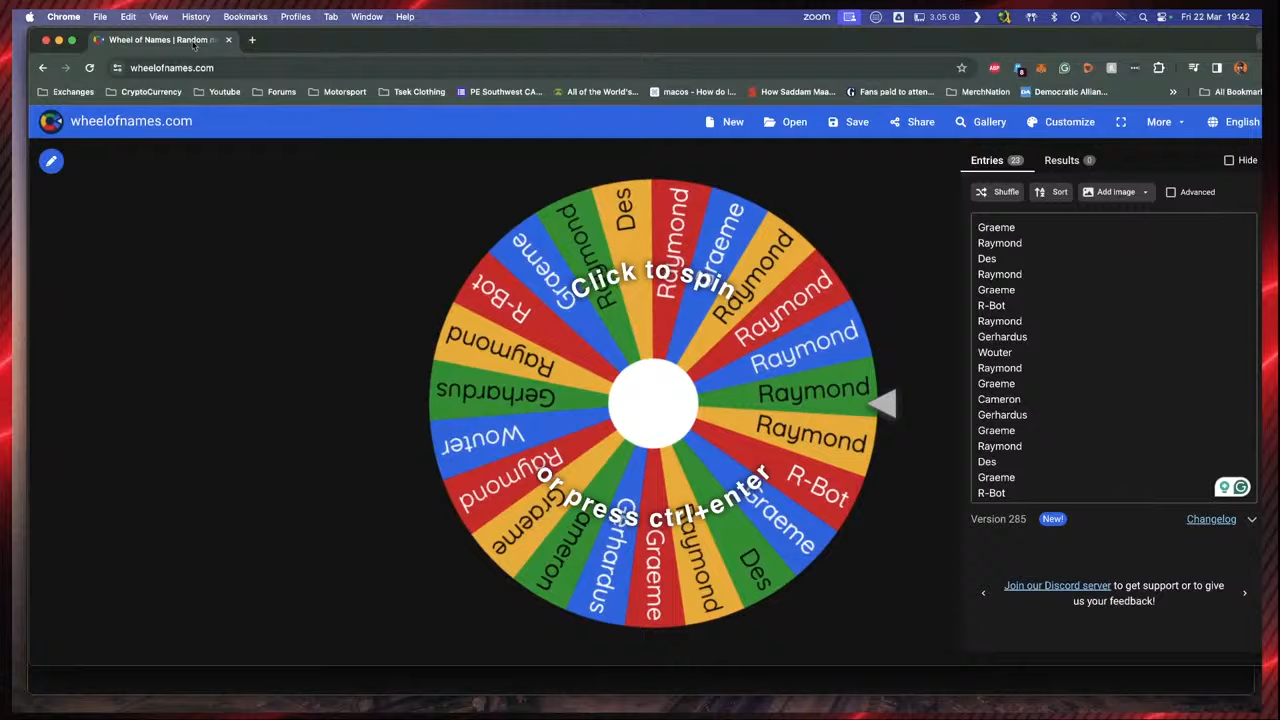 Chrome File Edit View History Bookmarks Profiles Tab Window Help zoom 3.05 GB Fri 22 Mar 19:42
Wheel of Names | Random n
wheelofnames.com
Exchanges CryptoCurrency Youtube Forums Motorsport Tsek Clothing PE Southwest CA... All of the World's... macos - How do i... How Saddam Maa... Fans paid to atten... MerchNation Democratic Allian... » All Bookmar
wheelofnames.com New Open Save Share Gallery Customize More English
Entries 23 Results 0 Hide
Shuffle Sort Add image Advanced
Graeme
Raymond
Des
Raymond
Graeme
R-Bot
Raymond
Gerhardus
Wouter
Raymond
Graeme
Cameron
Gerhardus
Graeme
Raymond
Des
Graeme
R-Bot
Version 285 New! Changelog
Join our Discord server to get support or to give
us your feedback!
Click to spin
or press ctrl+enter
Raymond
Raymond
R-Bot
Graeme
Des
Raymond
Graeme
Gerhardus
Cameron
Graeme
Raymond
Wouter
Gerhardus
Raymond
R-Bot
Graeme
Raymond
Des
Raymond
Graeme
Raymond
Raymond
Raymond